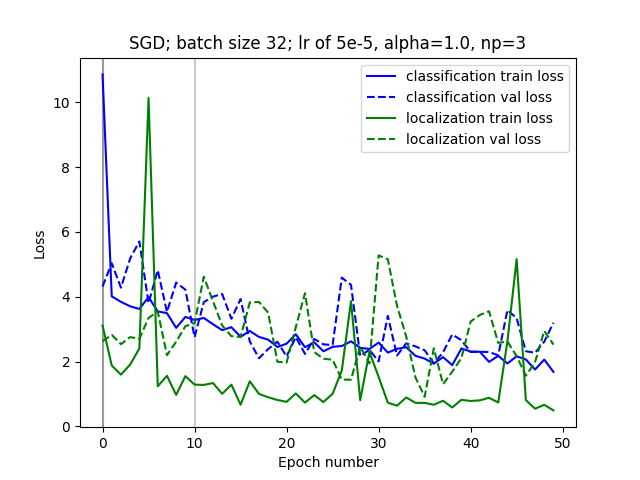 SGD; batch size 32; lr of 5e-5, alpha=1.0, np=3
classification train loss
classification val loss
localization train loss
localization val loss
10
8
6
4
2
0
Loss
0
10
20
30
40
50
Epoch number